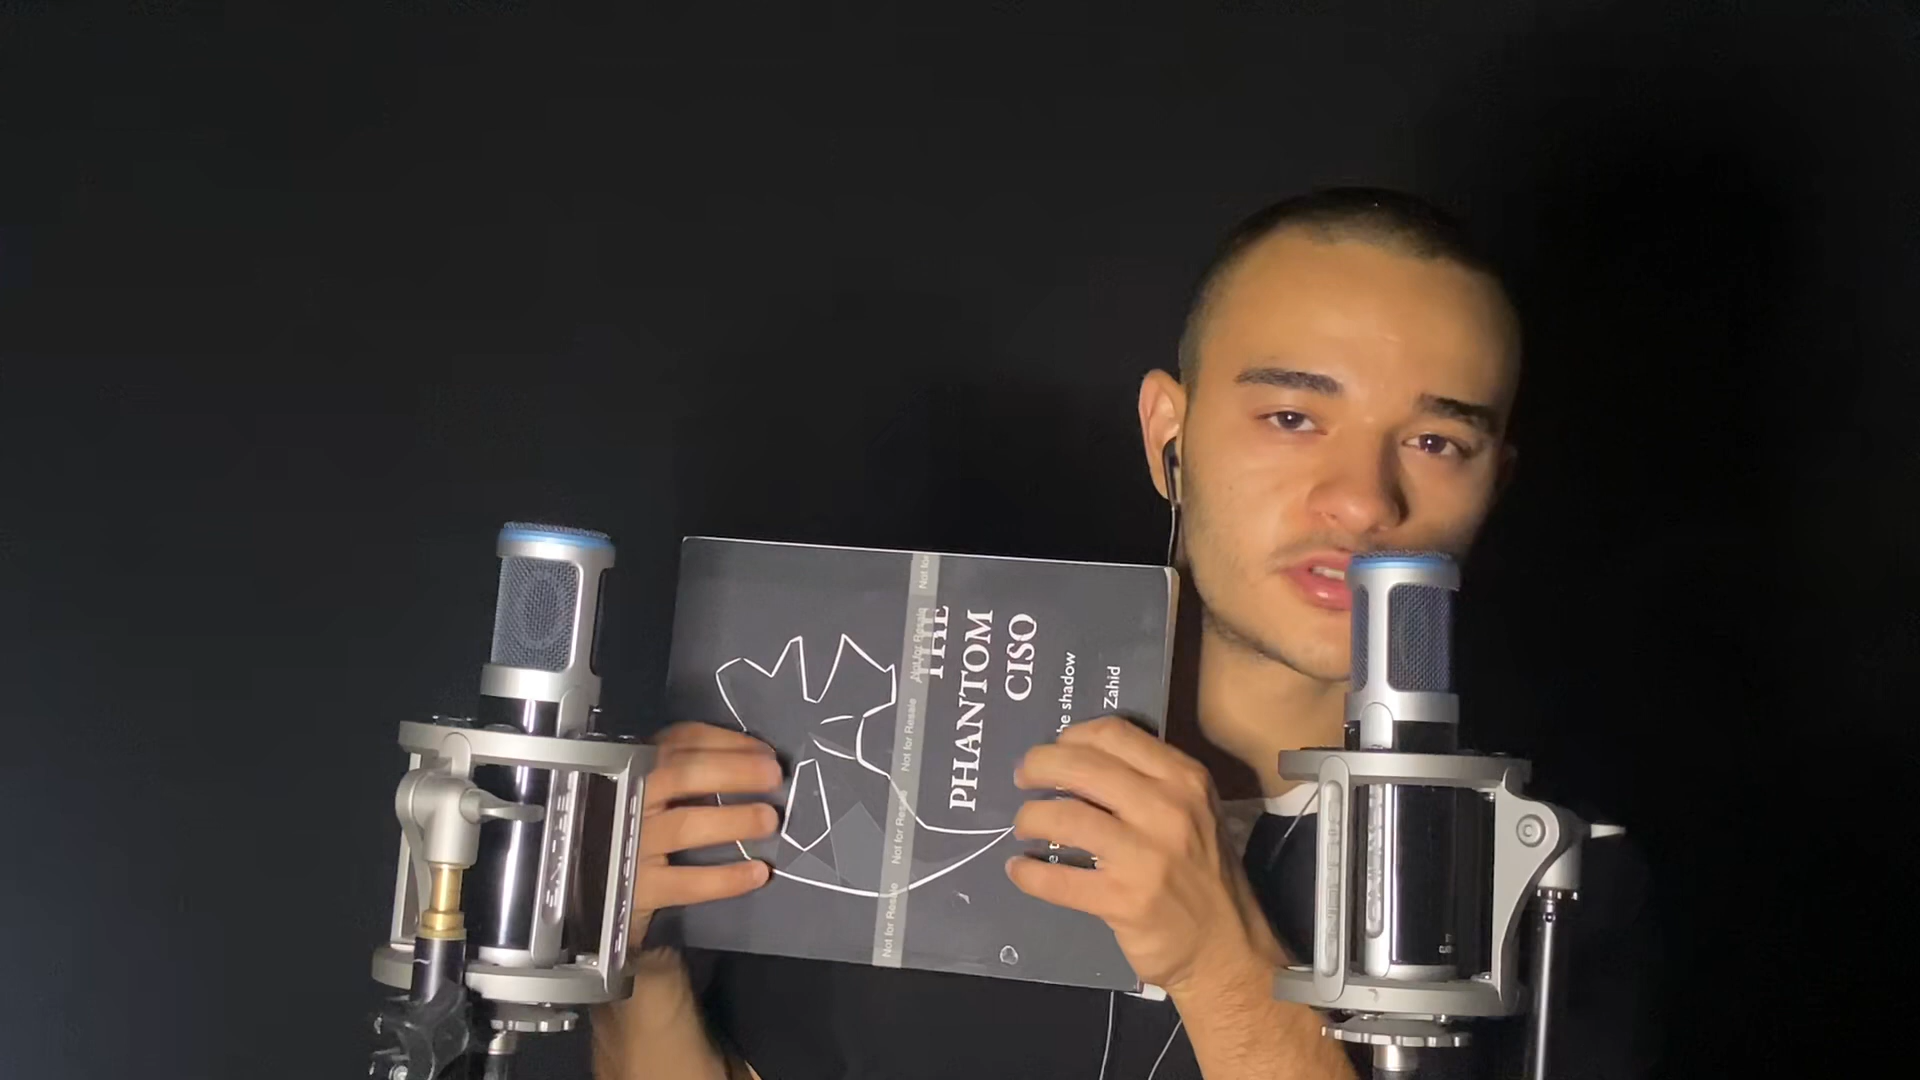 THE
PHANTOM
CISO
he shadow
Zahid
Not for Resale
Not for Resale
Not for Resale
Not for Resale
Not for